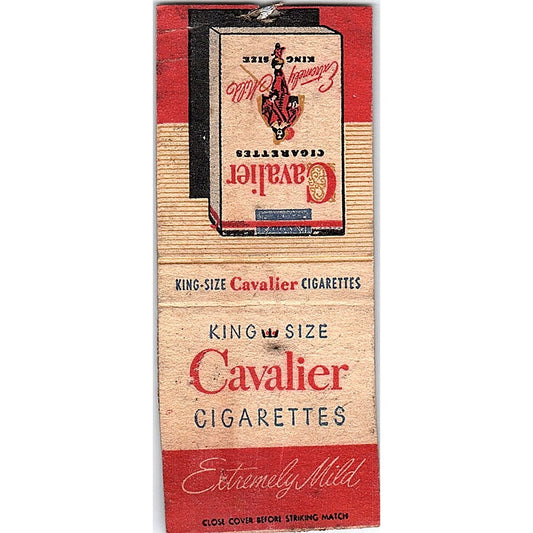 KING SIZE
Extremely Mild
CIGARETTES
Cavalier
KING-SIZE Cavalier CIGARETTES
KING SIZE
Cavalier
CIGARETTES
Extremely Mild
CLOSE COVER BEFORE STRIKING MATCH